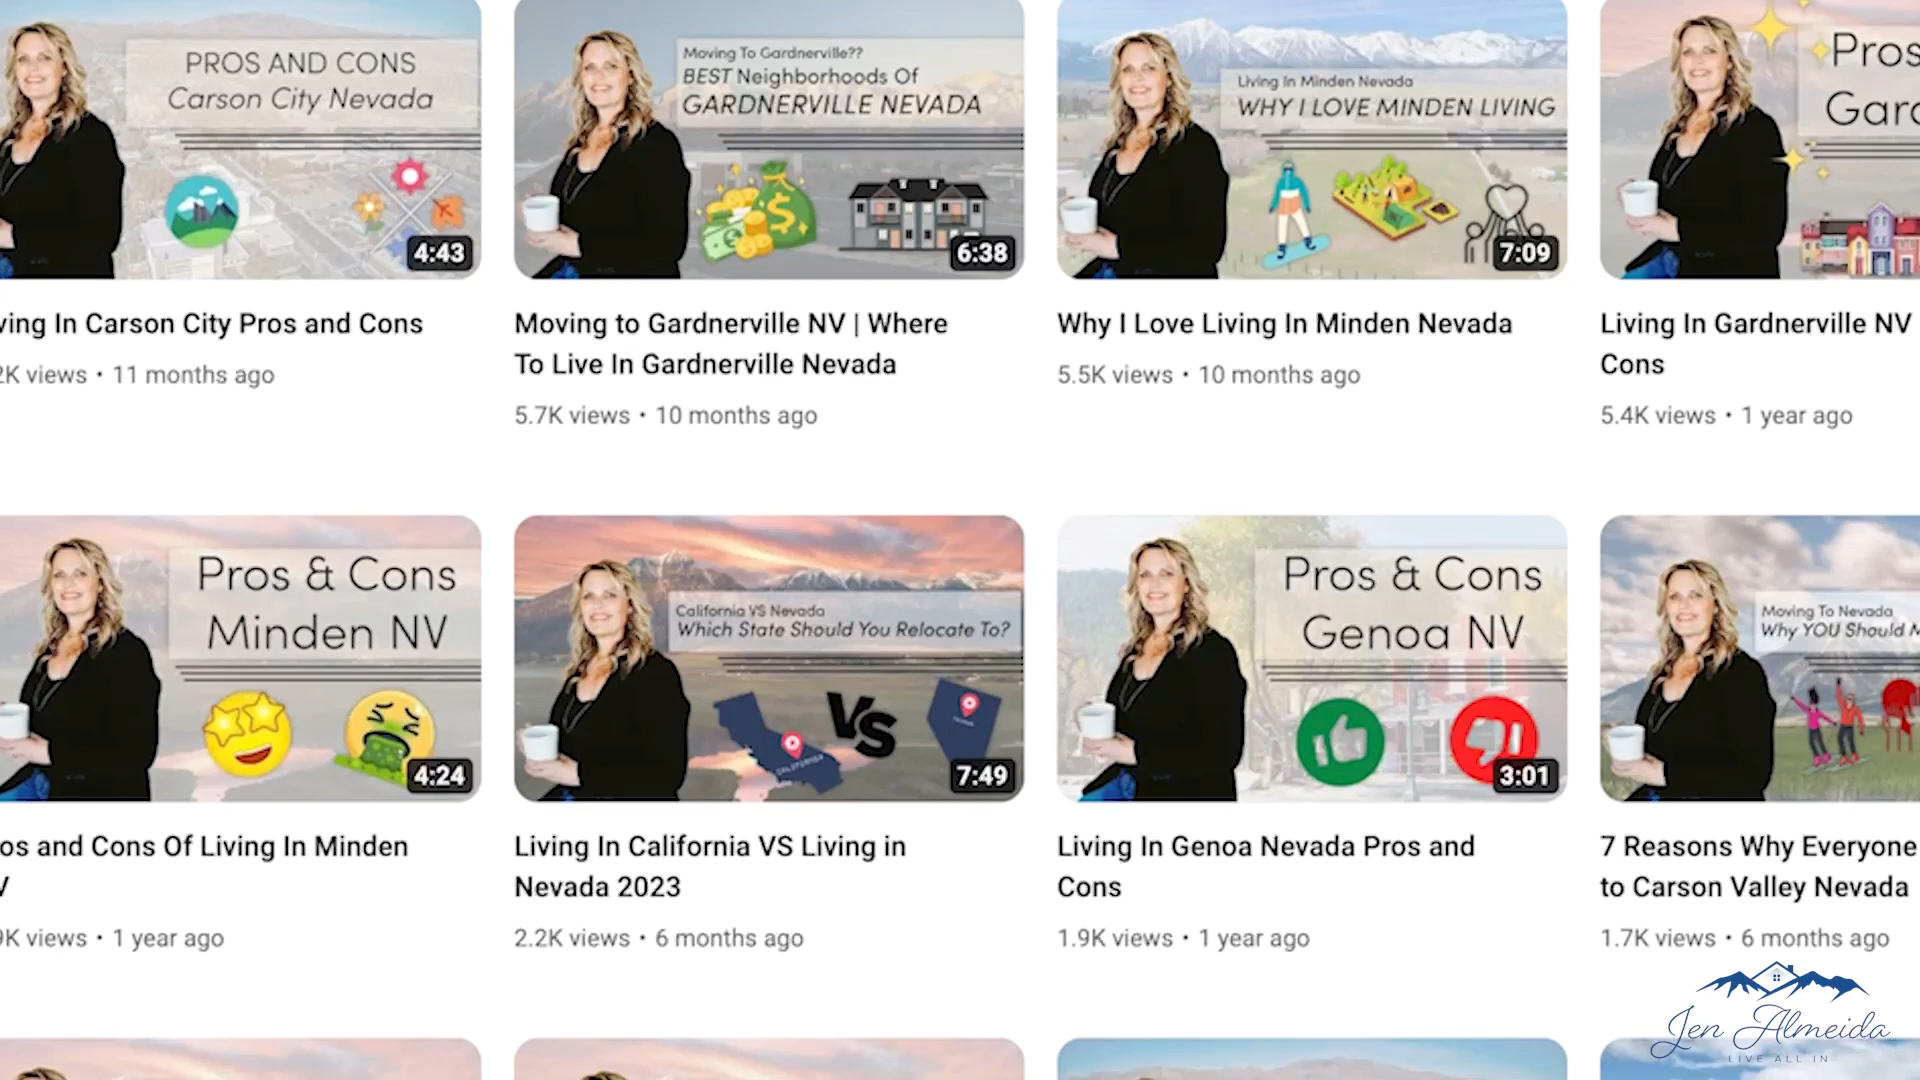 PROS AND CONS
Carson City Nevada
4:43
Moving To Gardnerville??
BEST Neighborhoods Of
GARDNERVILLE NEVADA
6:38
Living In Minden Nevada
WHY I LOVE MINDEN LIVING
7:09
Pros
Gard
ving In Carson City Pros and Cons
2K views • 11 months ago
Moving to Gardnerville NV | Where
To Live In Gardnerville Nevada
5.7K views • 10 months ago
Why I Love Living In Minden Nevada
5.5K views • 10 months ago
Living In Gardnerville NV
Cons
5.4K views • 1 year ago
Pros & Cons
Minden NV
4:24
California VS Nevada
Which State Should You Relocate To?
CALIFORNIA
VS
7:49
Pros & Cons
Genoa NV
3:01
Moving To Nevada
Why YOU Should M
os and Cons Of Living In Minden
V
9K views • 1 year ago
Living In California VS Living in
Nevada 2023
2.2K views • 6 months ago
Living In Genoa Nevada Pros and
Cons
1.9K views • 1 year ago
7 Reasons Why Everyone
to Carson Valley Nevada
1.7K views • 6 months ago
Jen Almeida
LIVE ALL IN